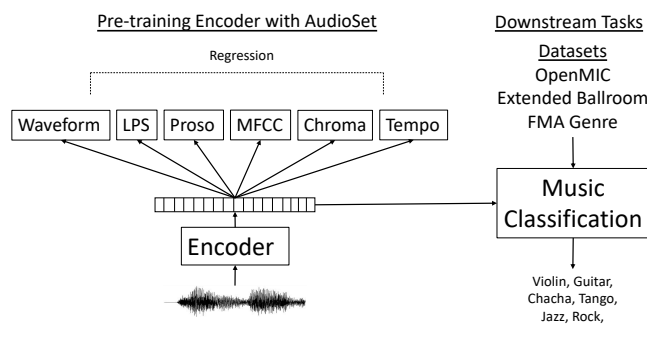 Pre-training Encoder with AudioSet
Regression
Waveform
LPS
Proso
MFCC
Chroma
Tempo
Encoder
Downstream Tasks
Datasets
OpenMIC
Extended Ballroom
FMA Genre
Music
Classification
Violin, Guitar,
Chacha, Tango,
Jazz, Rock,